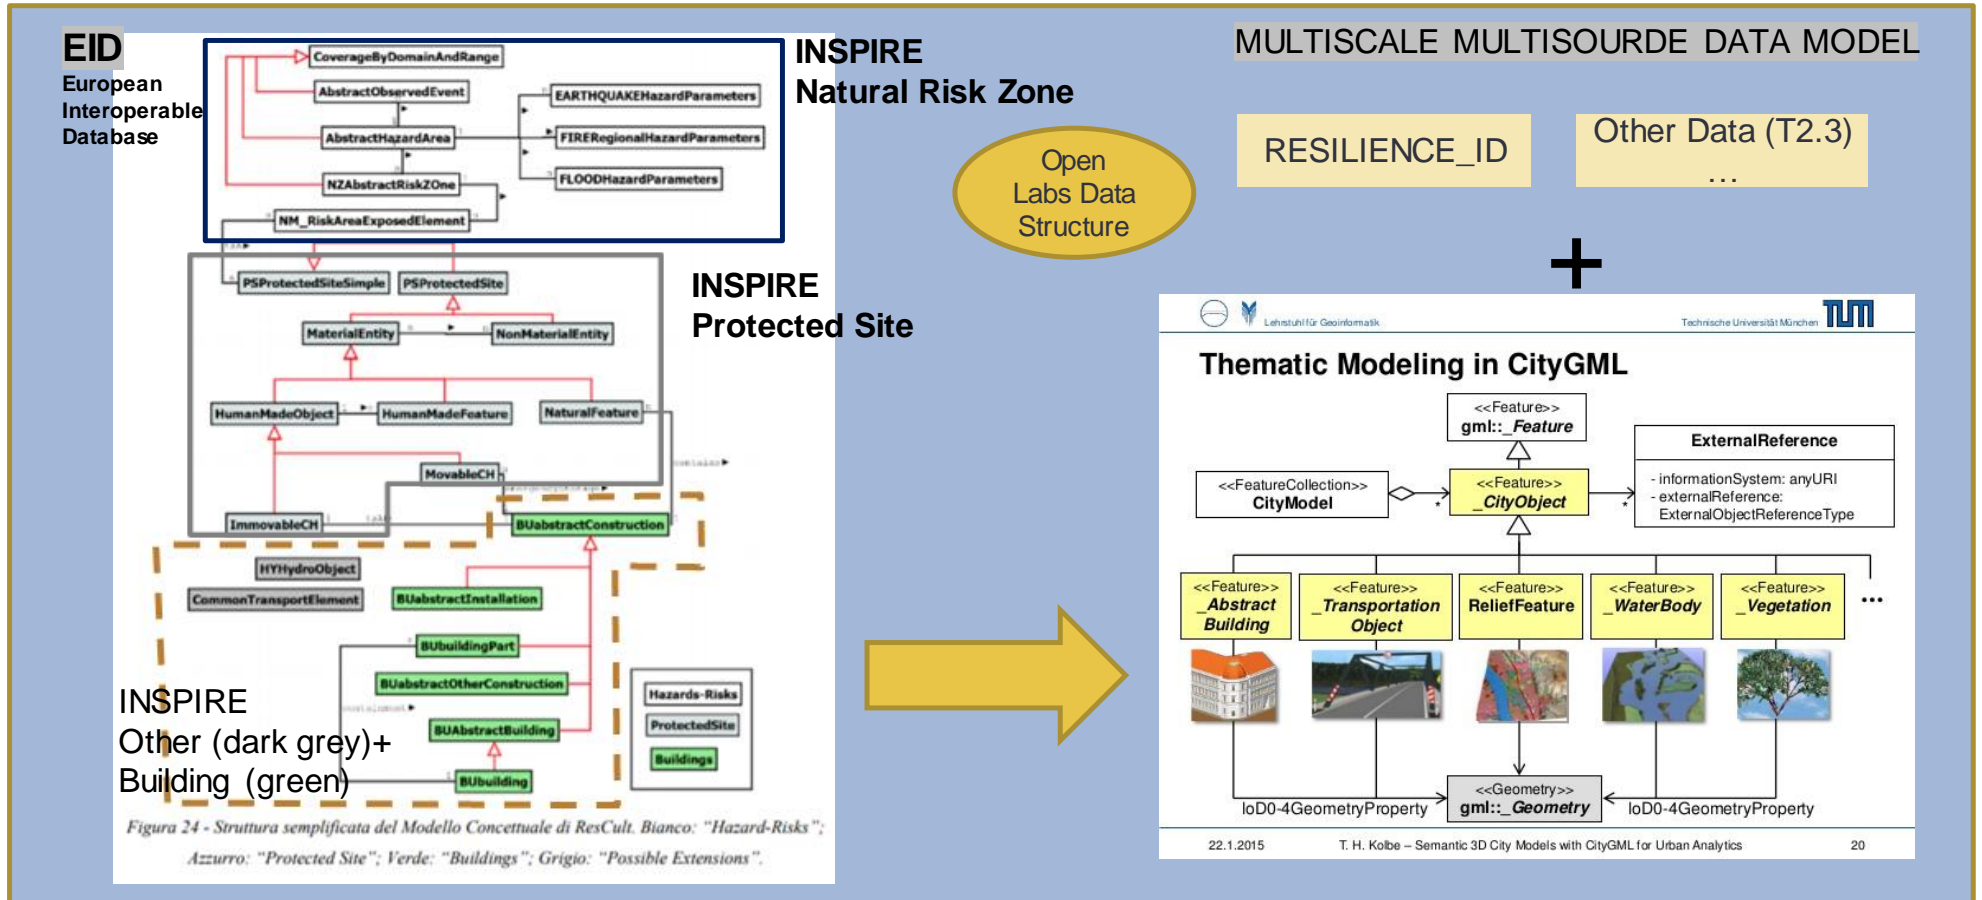 EID
European
Interoperable
Database
CoverageByDomainAndRange
AbstractObservedEvent
AbstractHazardArea
NZAbstractRiskZOne
NM_RiskAreaExposedElement
EARTHQUAKEHazardParameters
FIRERegionalHazardParameters
FLOODHazardParameters
INSPIRE
Natural Risk Zone
PSProtectedSiteSimple
PSProtectedSite
MaterialEntity
NonMaterialEntity
HumanMadeObject
HumanMadeFeature
NaturalFeature
MovableCH
ImmovableCH
contains
INSPIRE
Protected Site
BUabstractConstruction
HYHydroObject
CommonTransportElement
BUabstractInstallation
BUbuildingPart
BUabstractOtherConstruction
BUAbstractBuilding
BUbuilding
INSPIRE
Other (dark grey)+
Building (green)
Hazards-Risks
ProtectedSite
Buildings
Figura 24 - Struttura semplificata del Modello Concettuale di ResCult. Bianco: “Hazard-Risks”;
Azzurro: “Protected Site”; Verde: “Buildings”; Grigio: “Possible Extensions”.
Open
Labs Data
Structure
MULTISCALE MULTISOURDE DATA MODEL
RESILIENCE_ID
Other Data (T2.3)
...
+
Lehrstuhl für Geoinformatik
Technische Universität München
TUM
Thematic Modeling in CityGML
<<Feature>>
gml::_Feature
<<FeatureCollection>>
CityModel
*
<<Feature>>
_CityObject
*
ExternalReference
- informationSystem: anyURI
- externalReference:
ExternalObjectReferenceType
<<Feature>>
_Abstract
Building
<<Feature>>
_Transportation
Object
<<Feature>>
ReliefFeature
<<Feature>>
_WaterBody
<<Feature>>
_Vegetation
...
loD0-4GeometryProperty
<<Geometry>>
gml::_Geometry
loD0-4GeometryProperty
22.1.2015
T. H. Kolbe – Semantic 3D City Models with CityGML for Urban Analytics
20